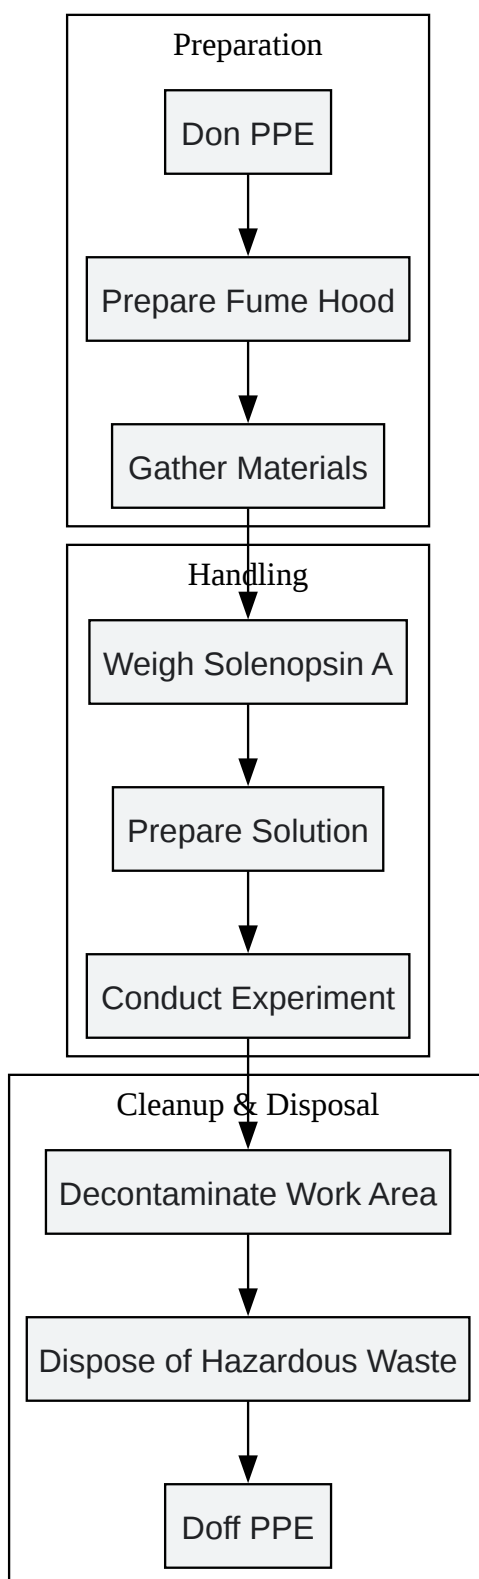 Preparation
Don PPE
Prepare Fume Hood
Gather Materials
Handling
Weigh Solenopsin A
Prepare Solution
Conduct Experiment
Cleanup & Disposal
Decontaminate Work Area
Dispose of Hazardous Waste
Doff PPE